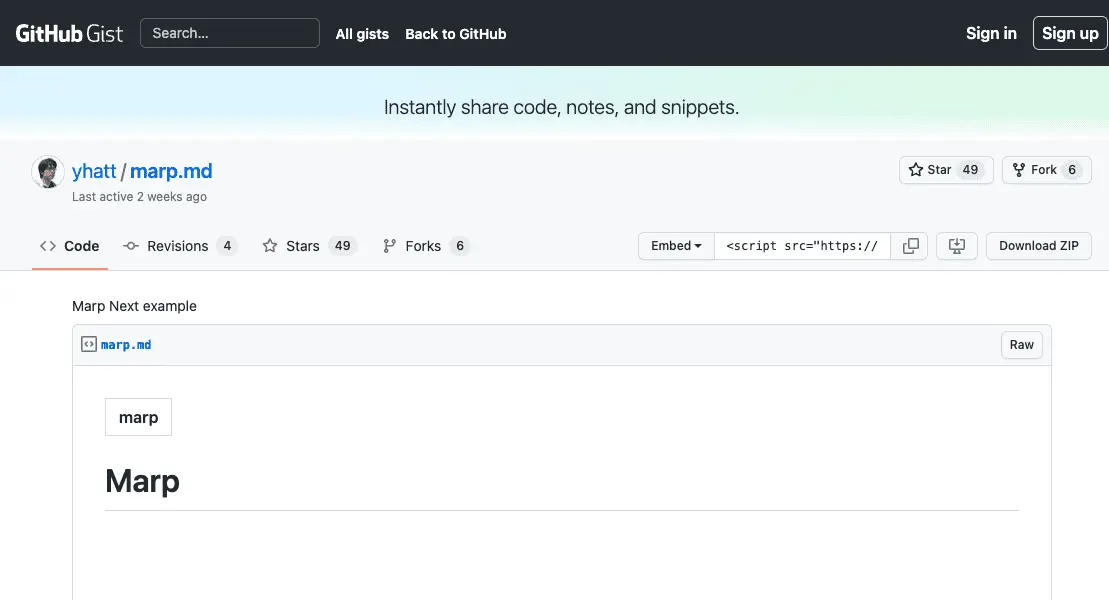 GitHub Gist Search... All gists Back to GitHub Sign in Sign up
Instantly share code, notes, and snippets.
yhatt / marp.md Star 49 Fork 6
Last active 2 weeks ago
Code Revisions 4 Stars 49 Forks 6 Embed <script src="https:// Download ZIP
Marp Next example
marp.md Raw
marp
Marp